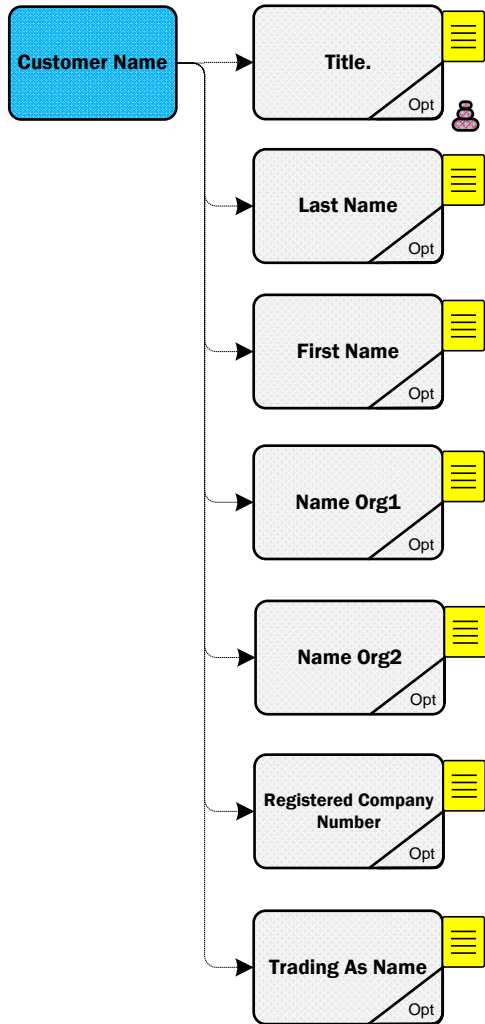 Customer Name
Title.
Opt
Last Name
Opt
First Name
Opt
Name Org1
Opt
Name Org2
Opt
Registered Company
Number
Opt
Trading As Name
Opt